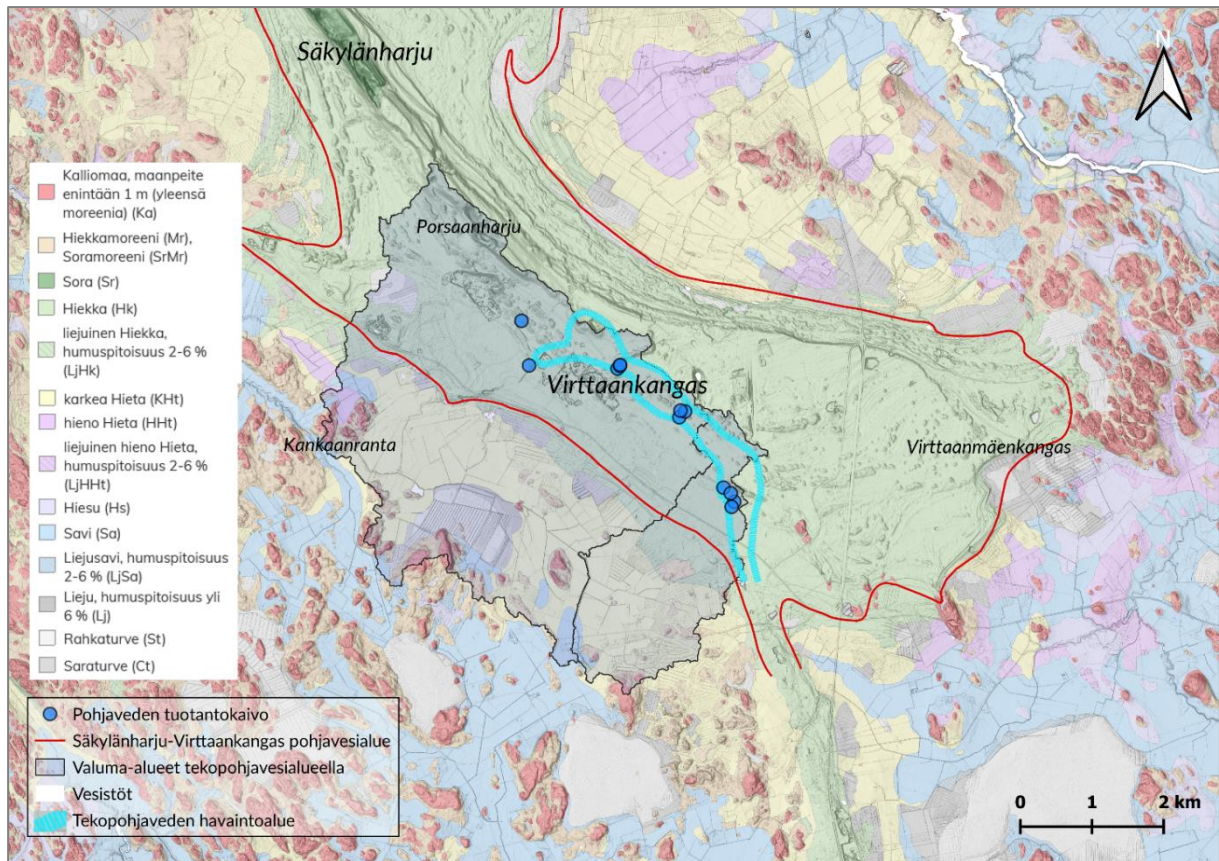 Säkylänharju
N
Porsaanharju
Virttaankangas
Kankaanranta
Virttaanmäenkangas
Kalliomaa, maanpeite
enintään 1 m (yleensä
moreenia) (Ka)
Hiekkamoreeni (Mr),
Soramoreeni (SrMr)
Sora (Sr)
Hiekka (Hk)
liejuinen Hiekka,
humuspitoisuus 2-6 %
(LjHk)
karkea Hieta (KHt)
hieno Hieta (HHt)
liejuinen hieno Hieta,
humuspitoisuus 2-6 %
(LjHHt)
Hiesu (Hs)
Savi (Sa)
Liejusavi, humuspitoisuus
2-6 % (LjSa)
Lieju, humuspitoisuus yli
6 % (Lj)
Rahkaturve (St)
Saraturve (Ct)
Pohjaveden tuotantokaivo
Säkylänharju-Virttaankangas pohjavesialue
Valuma-alueet tekopohjavesialueella
Vesistöt
Tekopohjaveden havaintoalue
0 1 2 km